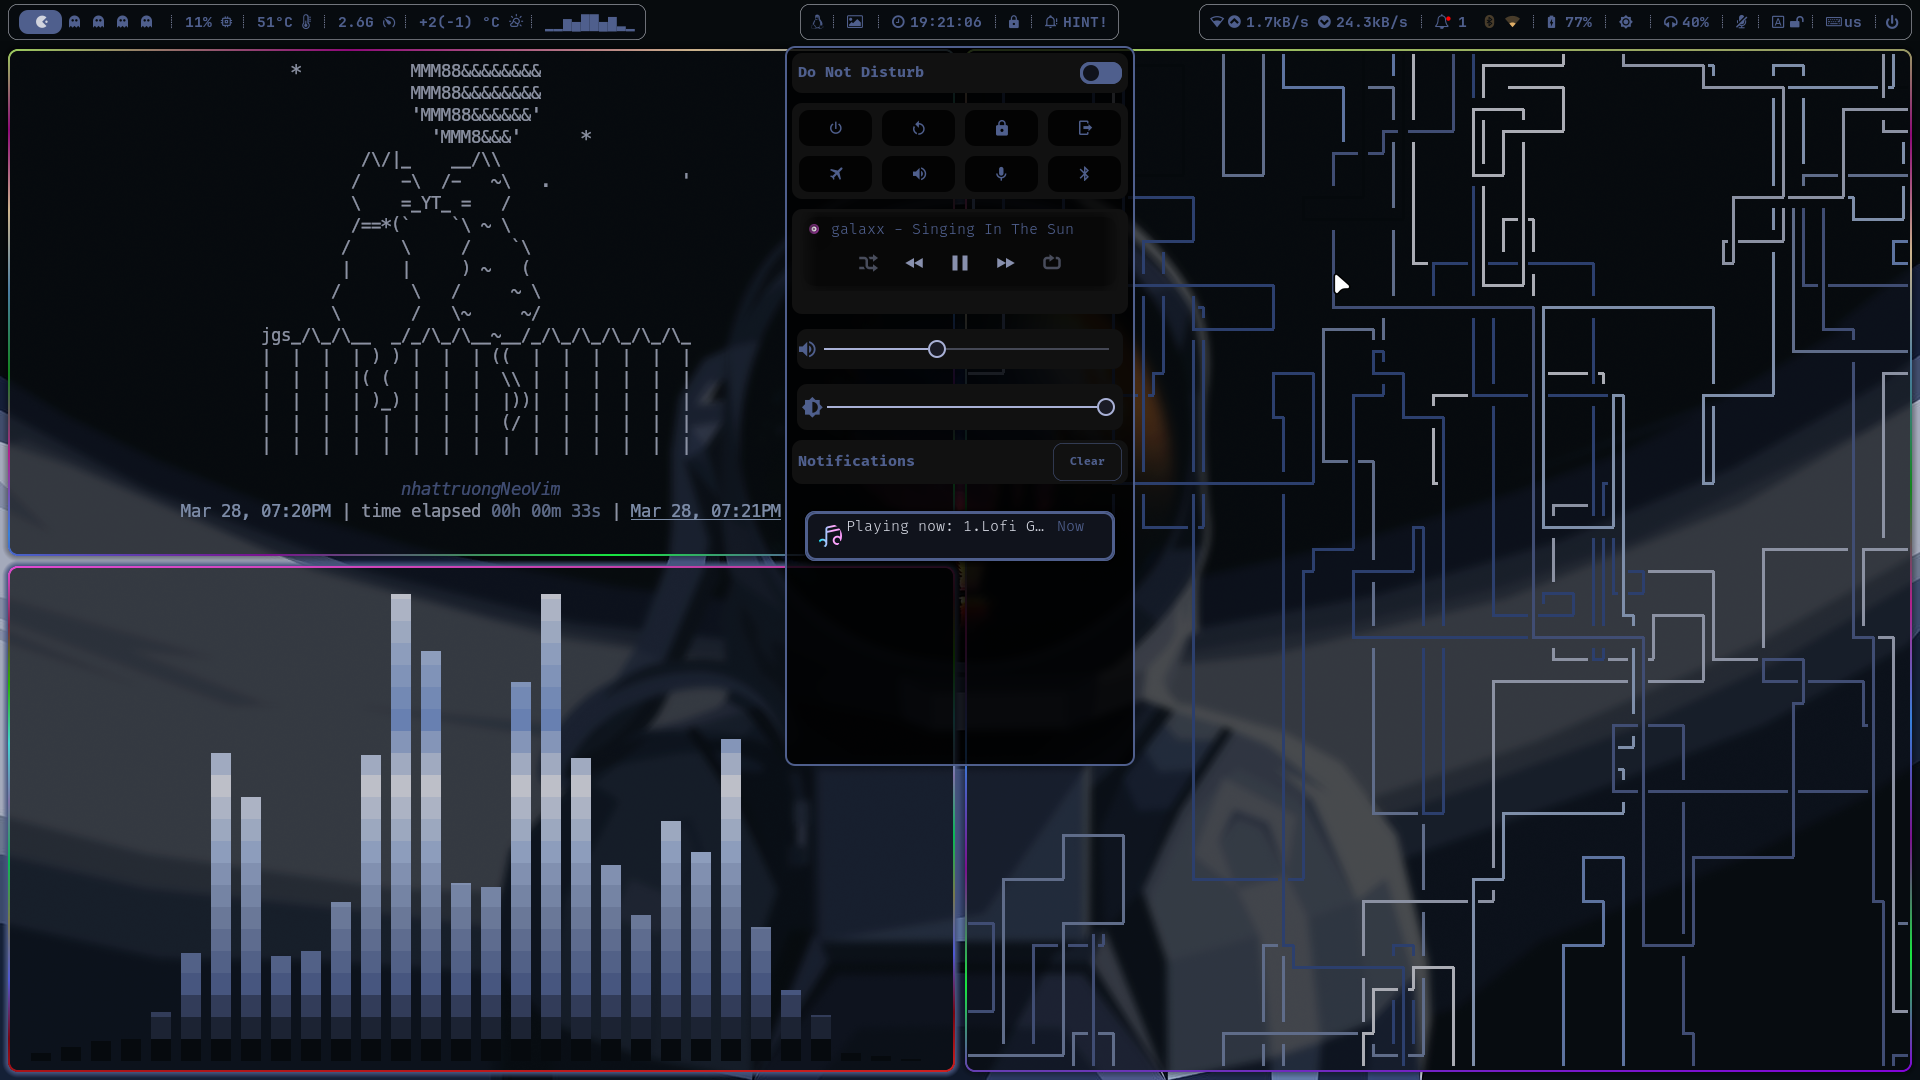 11% 51°C 2.6G +2(-1) °C
19:21:06 HINT!
1.7kB/s 24.3kB/s 1 77% 40% A us
* MMM88&&&&&&&&
MMM88&&&&&&&&
'MMM88&&&&&&'
'MMM8&&&' *
/\/|_ __/\\
/ -\ /- ~\ . '
\ =_YT_ = /
/==*(` `\ ~ \
/ \ / `\
| | ) ~ (
/ \ / ~ \
\ / \~ ~/
jgs_/\_/\__ _/_/\_/\__~__/_/\_/\_/\_/\_/\_
| | | | ) ) | | | (( | | | | | |
| | | |( ( | | | \\ | | | | | |
| | | | )_) | | | |))| | | | | |
| | | | | | | | (/ | | | | | |
| | | | | | | | | | | | | | |
nhattruongNeoVim
Mar 28, 07:20PM | time elapsed 00h 00m 33s | Mar 28, 07:21PM
Do Not Disturb
galaxx - Singing In The Sun
Notifications Clear
Playing now: 1.Lofi G… Now